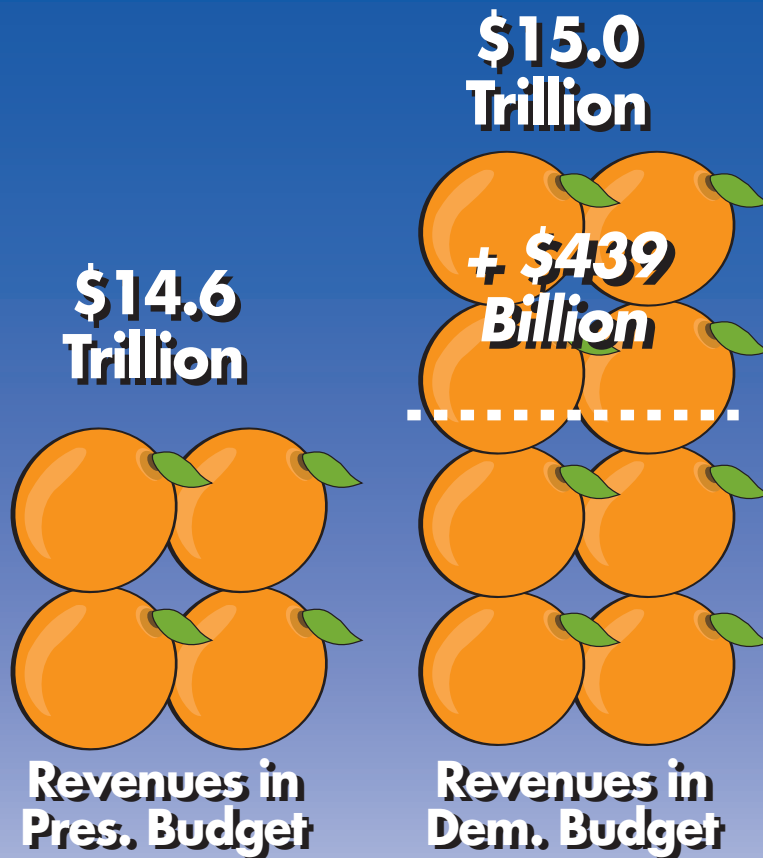 $14.6
Trillion
Revenues in
Pres. Budget
$15.0
Trillion
+ $439
Billion
Revenues in
Dem. Budget